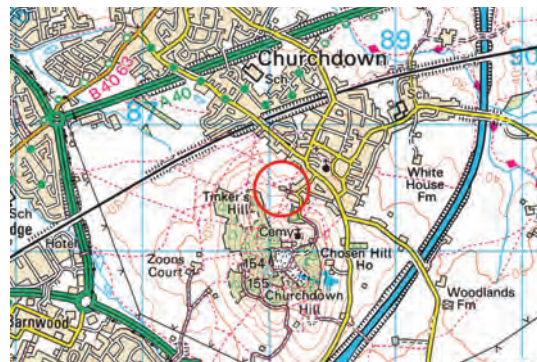 89
90
Churchdown
Sch
B4063
A40
87
Sch
White
House
Fm
Tinker's
Hill
Sch
dge
Hotel
Cemy
Zoons
Court
154
155
Chosen Hill
Ho
Churchdown
Hill
Woodlands
Fm
Barnwood